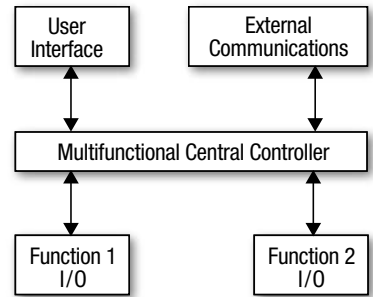 User
Interface
External
Communications
Multifunctional Central Controller
Function 1
I/O
Function 2
I/O